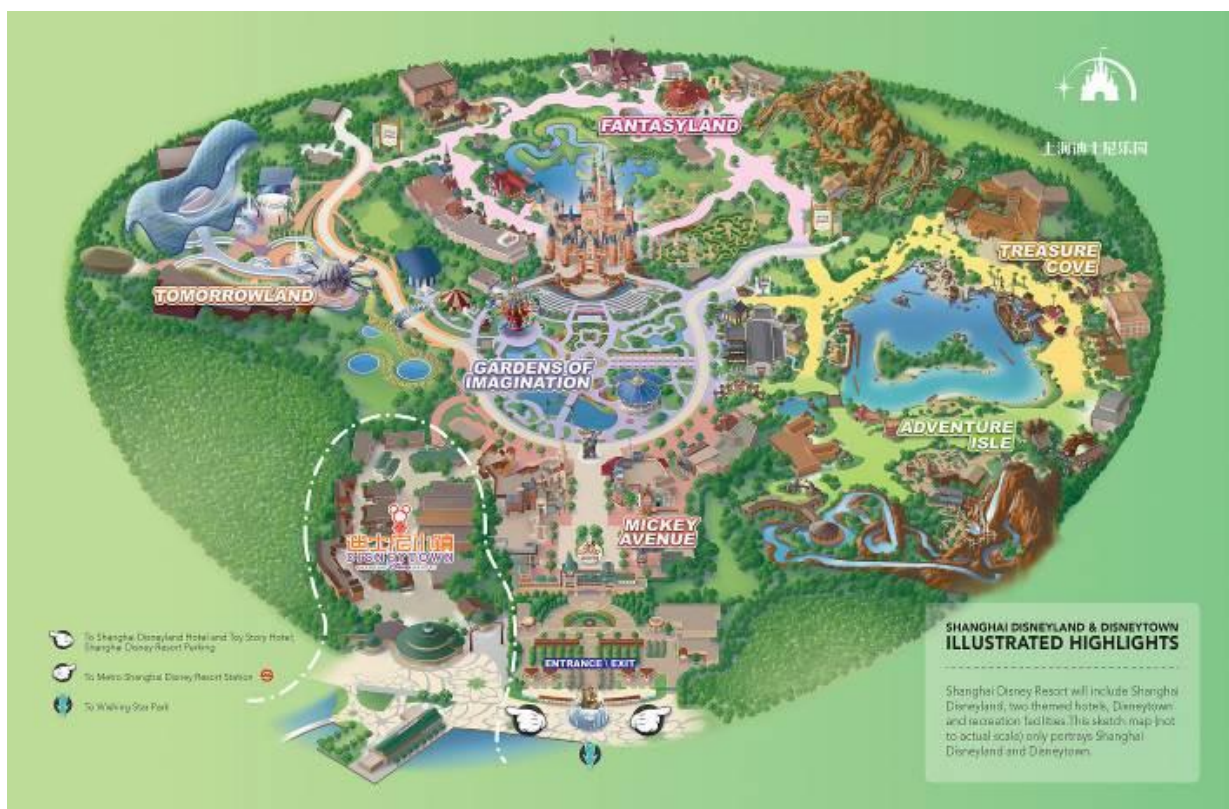 上海迪士尼乐园
FANTASYLAND
TREASURE
COVE
TOMORROWLAND
GARDENS OF
IMAGINATION
ADVENTURE
ISLE
MICKEY
AVENUE
迪士尼小镇
DISNEYTOWN
ENTRANCE \ EXIT
To Shanghai Disneyland Hotel and Toy Story Hotel;
Shanghai Disney Resort Parking
To Metro Shanghai Disney Resort Station
To Wishing Star Park
SHANGHAI DISNEYLAND & DISNEYTOWN
ILLUSTRATED HIGHLIGHTS
Shanghai Disney Resort will include Shanghai
Disneyland, two themed hotels, Disneytown
and recreation facilities. This sketch map (not
to actual scale) only portrays Shanghai
Disneyland and Disneytown.